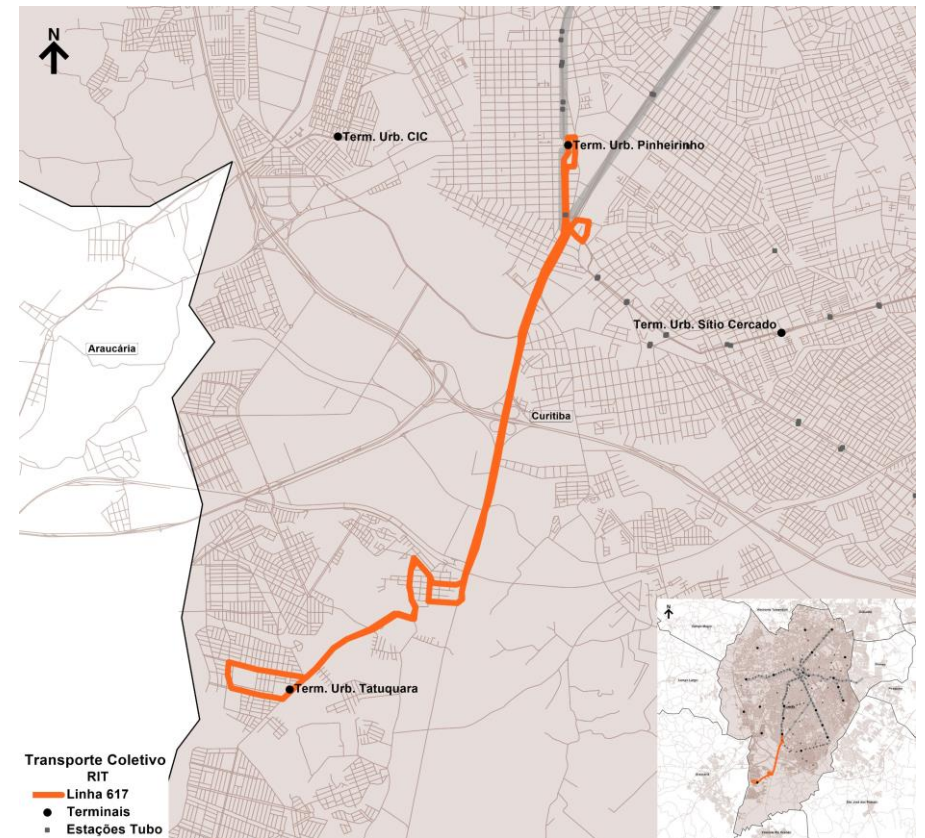 N
Term. Urb. CIC
Term. Urb. Pinheirinho
Term. Urb. Sítio Cercado
Araucária
Curitiba
Term. Urb. Tatuquara
Transporte Coletivo
RIT
Linha 617
Terminais
Estações Tubo
N